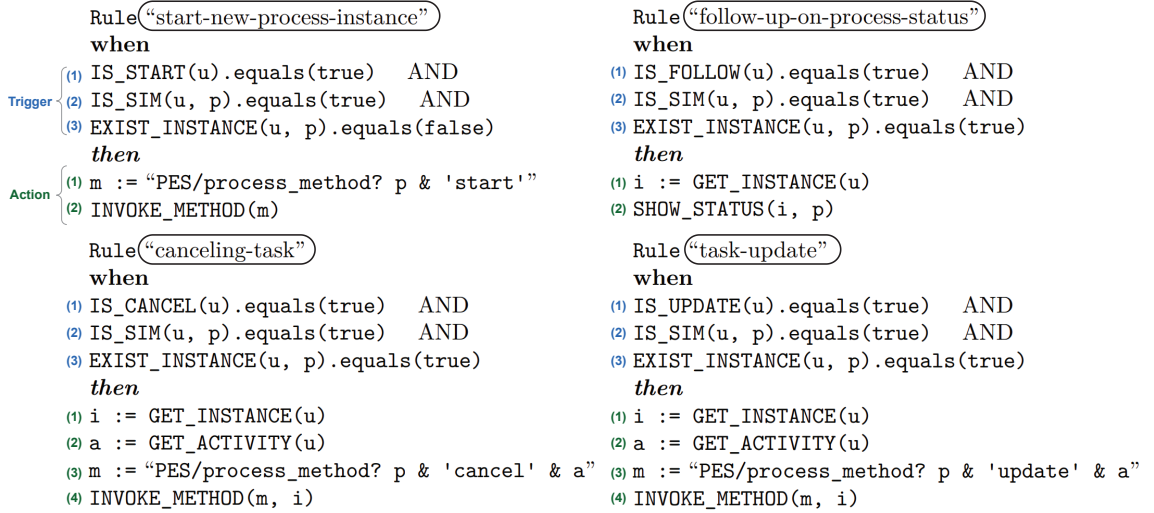 Rule “start-new-process-instance”
when
(1) IS_START(u).equals(true) AND
Trigger (2) IS_SIM(u, p).equals(true) AND
(3) EXIST_INSTANCE(u, p).equals(false)
then
(1) m := “PES/process_method? p & 'start'”
Action
(2) INVOKE_METHOD(m)
Rule “follow-up-on-process-status”
when
(1) IS_FOLLOW(u).equals(true) AND
(2) IS_SIM(u, p).equals(true) AND
(3) EXIST_INSTANCE(u, p).equals(true)
then
(1) i := GET_INSTANCE(u)
(2) SHOW_STATUS(i, p)
Rule “canceling-task”
when
(1) IS_CANCEL(u).equals(true) AND
(2) IS_SIM(u, p).equals(true) AND
(3) EXIST_INSTANCE(u, p).equals(true)
then
(1) i := GET_INSTANCE(u)
(2) a := GET_ACTIVITY(u)
(3) m := “PES/process_method? p & 'cancel' & a”
(4) INVOKE_METHOD(m, i)
Rule “task-update”
when
(1) IS_UPDATE(u).equals(true) AND
(2) IS_SIM(u, p).equals(true) AND
(3) EXIST_INSTANCE(u, p).equals(true)
then
(1) i := GET_INSTANCE(u)
(2) a := GET_ACTIVITY(u)
(3) m := “PES/process_method? p & 'update' & a”
(4) INVOKE_METHOD(m, i)